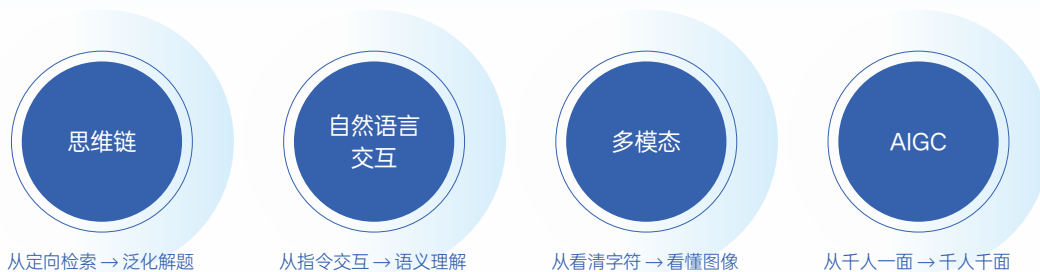 思维链
自然语言
交互
多模态
AIGC
从定向检索→泛化解题
从指令交互→语义理解
从看清字符→看懂图像
从千人一面→千人千面